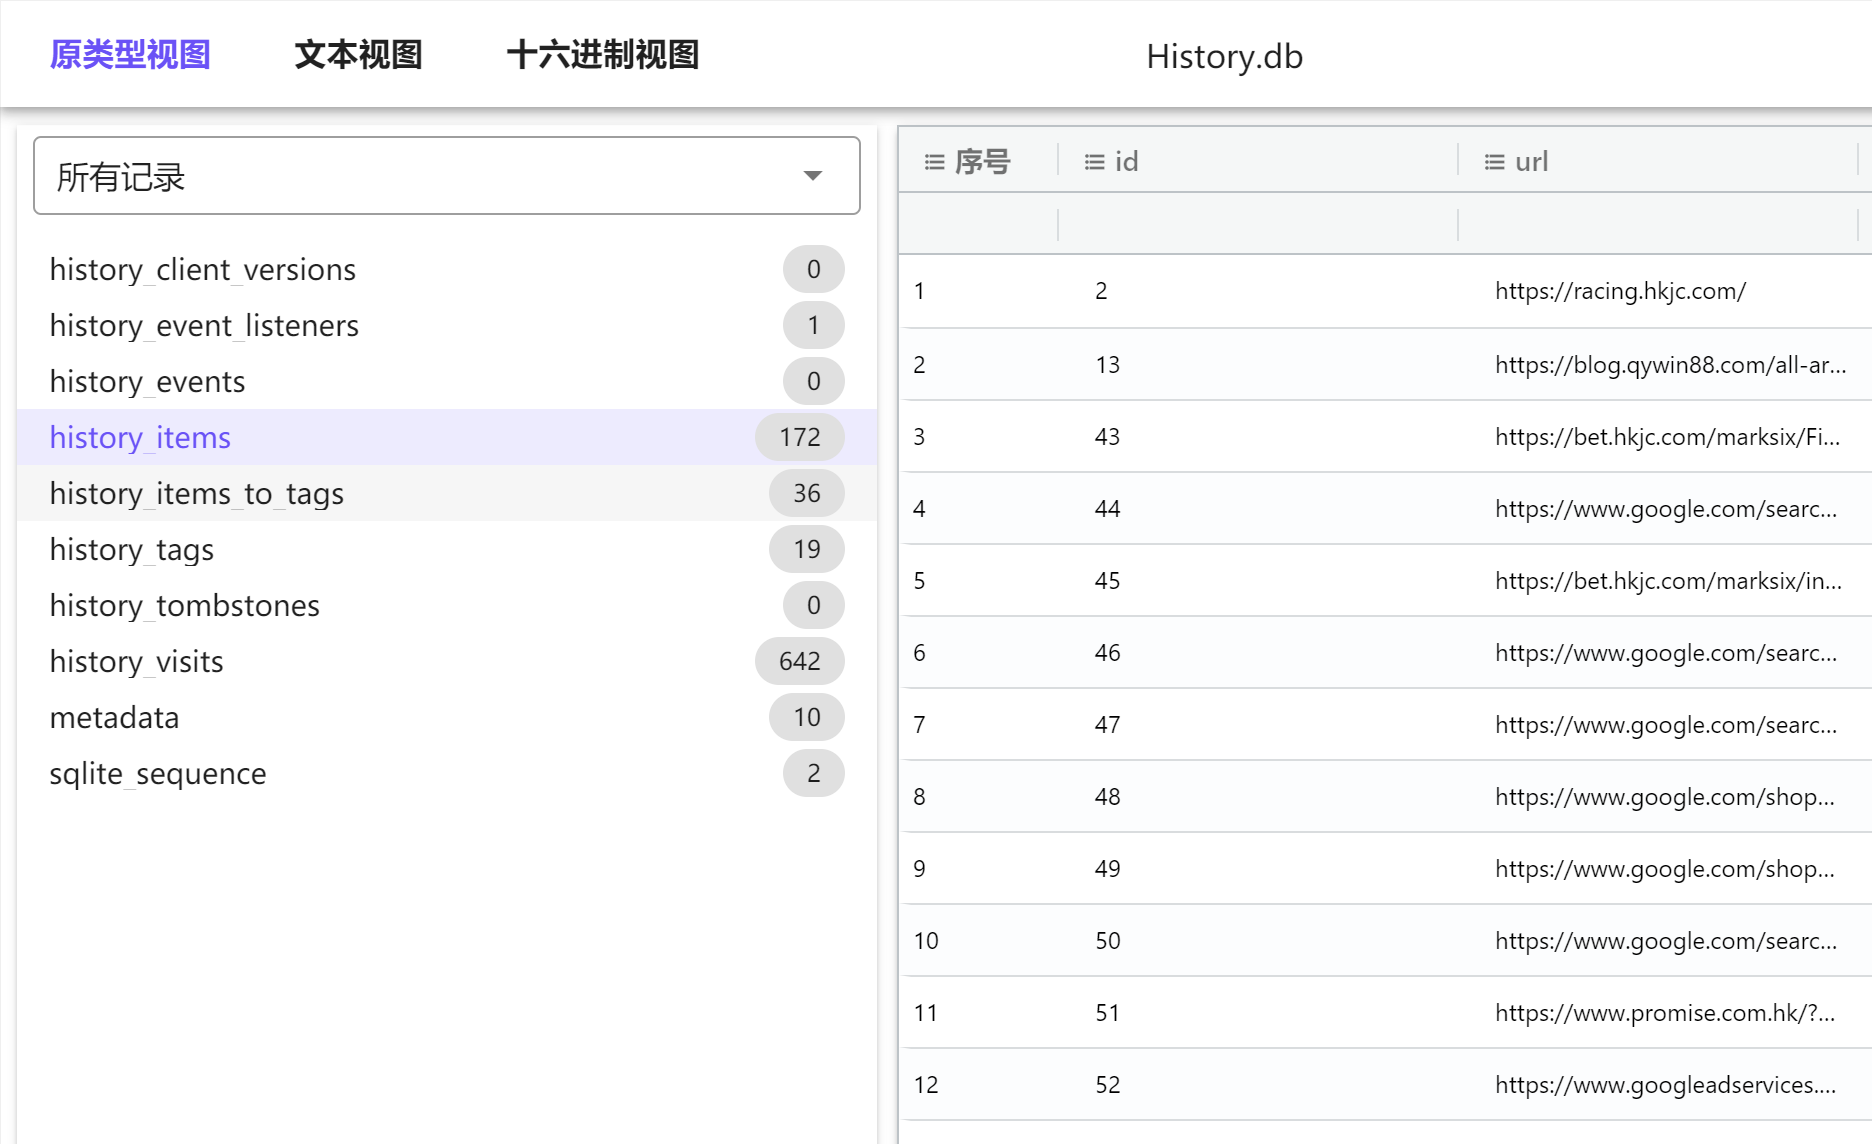 原类型视图 文本视图 十六进制视图 History.db
所有记录
history_client_versions 0
history_event_listeners 1
history_events 0
history_items 172
history_items_to_tags 36
history_tags 19
history_tombstones 0
history_visits 642
metadata 10
sqlite_sequence 2
序号 id url
1 2 https://racing.hkjc.com/
2 13 https://blog.qywin88.com/all-ar...
3 43 https://bet.hkjc.com/marksix/Fi...
4 44 https://www.google.com/searc...
5 45 https://bet.hkjc.com/marksix/in...
6 46 https://www.google.com/searc...
7 47 https://www.google.com/searc...
8 48 https://www.google.com/shop...
9 49 https://www.google.com/shop...
10 50 https://www.google.com/searc...
11 51 https://www.promise.com.hk/?...
12 52 https://www.googleadservices....